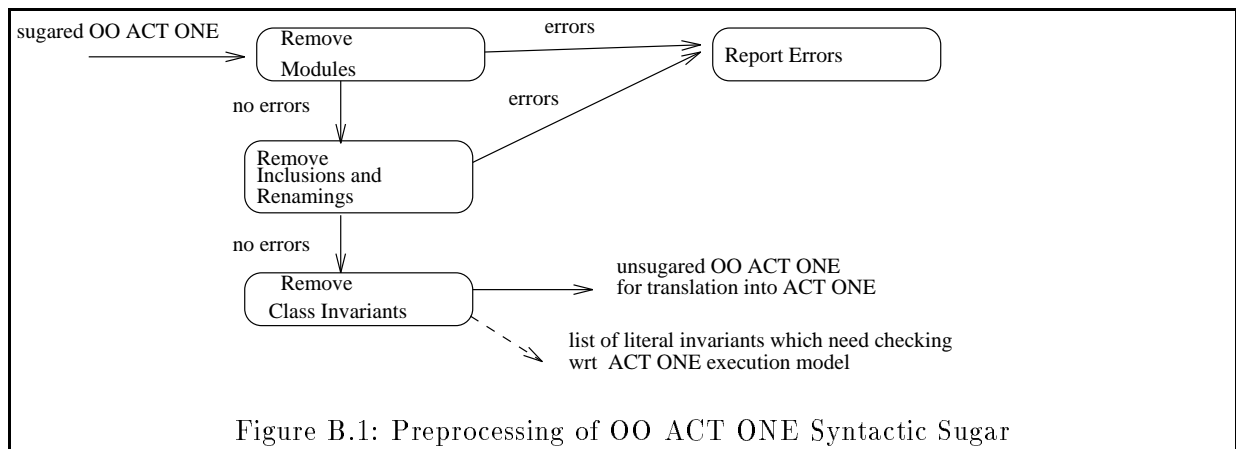 sugared OO ACT ONE
Remove
Modules
errors
Report Errors
no errors
errors
Remove
Inclusions and
Renamings
no errors
Remove
Class Invariants
unsugared OO ACT ONE
for translation into ACT ONE
list of literal invariants which need checking
wrt ACT ONE execution model
Figure B.1: Preprocessing of OO ACT ONE Syntactic Sugar